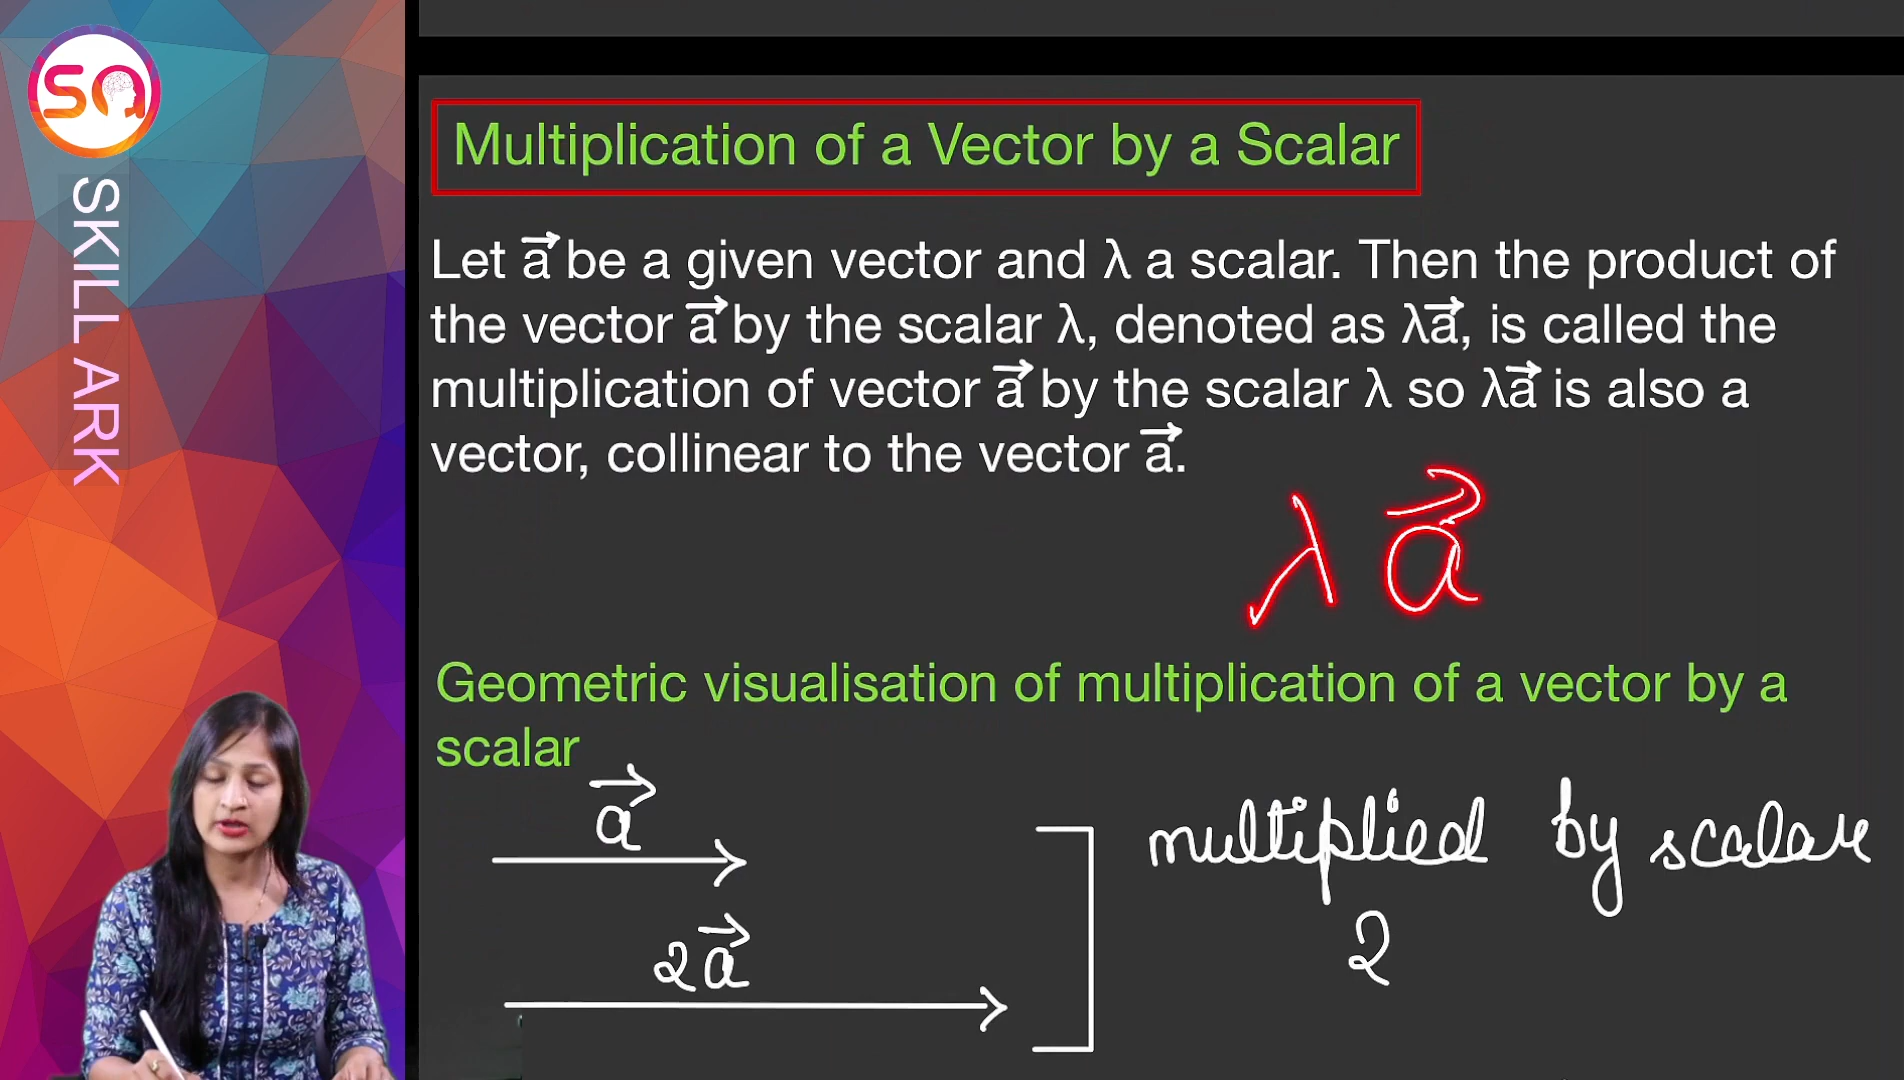 SA
SKILL ARK
Multiplication of a Vector by a Scalar
Let a⃗ be a given vector and λ a scalar. Then the product of
the vector a⃗ by the scalar λ, denoted as λa⃗, is called the
multiplication of vector a⃗ by the scalar λ so λa⃗ is also a
vector, collinear to the vector a⃗.
λ a⃗
Geometric visualisation of multiplication of a vector by a
scalar
a⃗
multiplied by scalar
2a⃗
2